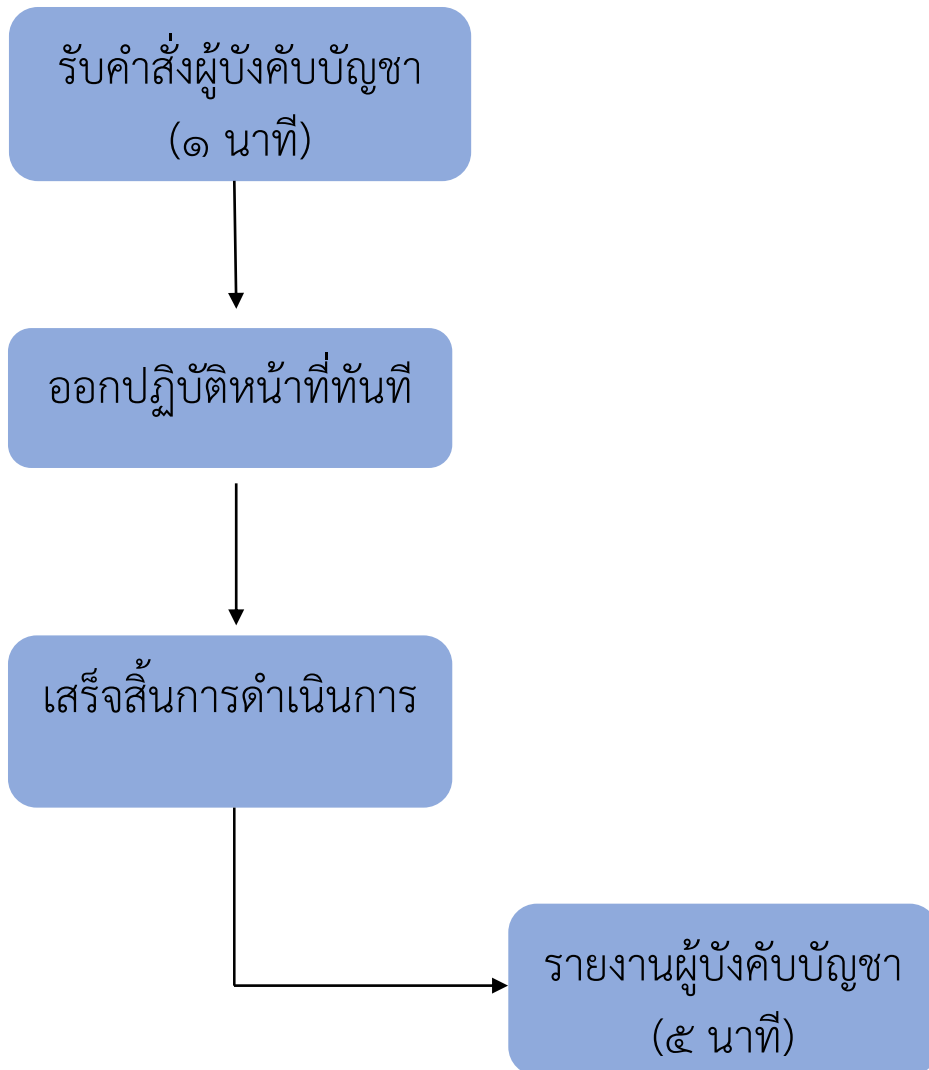 รับคำสั่งผู้บังคับบัญชา
(๑ นาที)
ออกปฏิบัติหน้าที่ทันที
เสร็จสิ้นการดำเนินการ
รายงานผู้บังคับบัญชา
(๕ นาที)